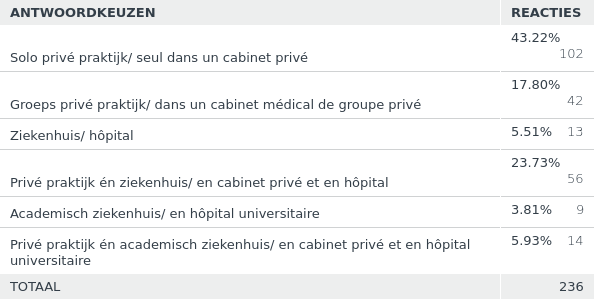 ANTWOORDKEUZEN REACTIES
Solo privé praktijk/ seul dans un cabinet privé 43.22% 102
Groeps privé praktijk/ dans un cabinet médical de groupe privé 17.80% 42
Ziekenhuis/ hôpital 5.51% 13
Privé praktijk én ziekenhuis/ en cabinet privé et en hôpital 23.73% 56
Academisch ziekenhuis/ en hôpital universitaire 3.81% 9
Privé praktijk én academisch ziekenhuis/ en cabinet privé et en hôpital 5.93% 14
universitaire
TOTAAL 236